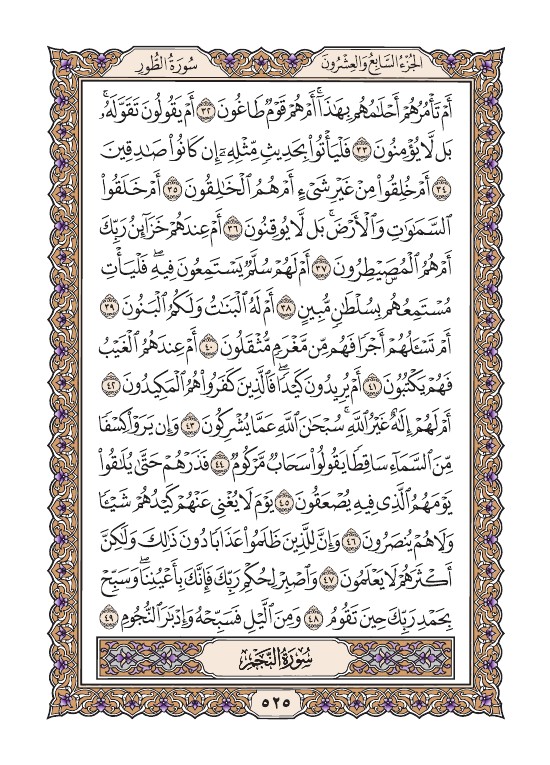 سُورَةُ الطُّورِ
الجُزْءُ السَّابِعُ وَالعِشْرُونَ
أَمْ تَأْمُرُهُمْ أَحْلَٰمُهُم بِهَٰذَآۚ أَمْ هُمْ قَوْمٌ طَاغُونَ ٣٢ أَمْ يَقُولُونَ تَقَوَّلَهُۥۚ
بَل لَّا يُؤْمِنُونَ ٣٣ فَلْيَأْتُوا۟ بِحَدِيثٍ مِّثْلِهِۦٓ إِن كَانُوا۟ صَٰدِقِينَ
٣٤ أَمْ خُلِقُوا۟ مِنْ غَيْرِ شَىْءٍ أَمْ هُمُ ٱلْخَٰلِقُونَ ٣٥ أَمْ خَلَقُوا۟
ٱلسَّمَٰوَٰتِ وَٱلْأَرْضَۚ بَل لَّا يُوقِنُونَ ٣٦ أَمْ عِندَهُمْ خَزَآئِنُ رَبِّكَ
أَمْ هُمُ ٱلْمُصَۣيْطِرُونَ ٣٧ أَمْ لَهُمْ سُلَّمٌ يَسْتَمِعُونَ فِيهِۖ فَلْيَأْتِ
مُسْتَمِعُهُم بِسُلْطَٰنٍ مُّبِينٍ ٣٨ أَمْ لَهُ ٱلْبَنَٰتُ وَلَكُمُ ٱلْبَنُونَ ٣٩
أَمْ تَسْـَٔلُهُمْ أَجْرًا فَهُم مِّن مَّغْرَمٍ مُّثْقَلُونَ ٤٠ أَمْ عِندَهُمُ ٱلْغَيْبُ
فَهُمْ يَكْتُبُونَ ٤١ أَمْ يُرِيدُونَ كَيْدًاۖ فَٱلَّذِينَ كَفَرُوا۟ هُمُ ٱلْمَكِيدُونَ ٤٢
أَمْ لَهُمْ إِلَٰهٌ غَيْرُ ٱللَّهِۚ سُبْحَٰنَ ٱللَّهِ عَمَّا يُشْرِكُونَ ٤٣ وَإِن يَرَوْا۟ كِسْفًا
مِّنَ ٱلسَّمَآءِ سَاقِطًا يَقُولُوا۟ سَحَابٌ مَّرْكُومٌ ٤٤ فَذَرْهُمْ حَتَّىٰ يُلَٰقُوا۟
يَوْمَهُمُ ٱلَّذِى فِيهِ يُصْعَقُونَ ٤٥ يَوْمَ لَا يُغْنِى عَنْهُمْ كَيْدُهُمْ شَيْـًٔا
وَلَا هُمْ يُنصَرُونَ ٤٦ وَإِنَّ لِلَّذِينَ ظَلَمُوا۟ عَذَابًا دُونَ ذَٰلِكَ وَلَٰكِنَّ
أَكْثَرَهُمْ لَا يَعْلَمُونَ ٤٧ وَٱصْبِرْ لِحُكْمِ رَبِّكَ فَإِنَّكَ بِأَعْيُنِنَاۖ وَسَبِّحْ
بِحَمْدِ رَبِّكَ حِينَ تَقُومُ ٤٨ وَمِنَ ٱلَّيْلِ فَسَبِّحْهُ وَإِدْبَٰرَ ٱلنُّجُومِ ٤٩
سُورَةُ النَّجْمِ
٥٢٥